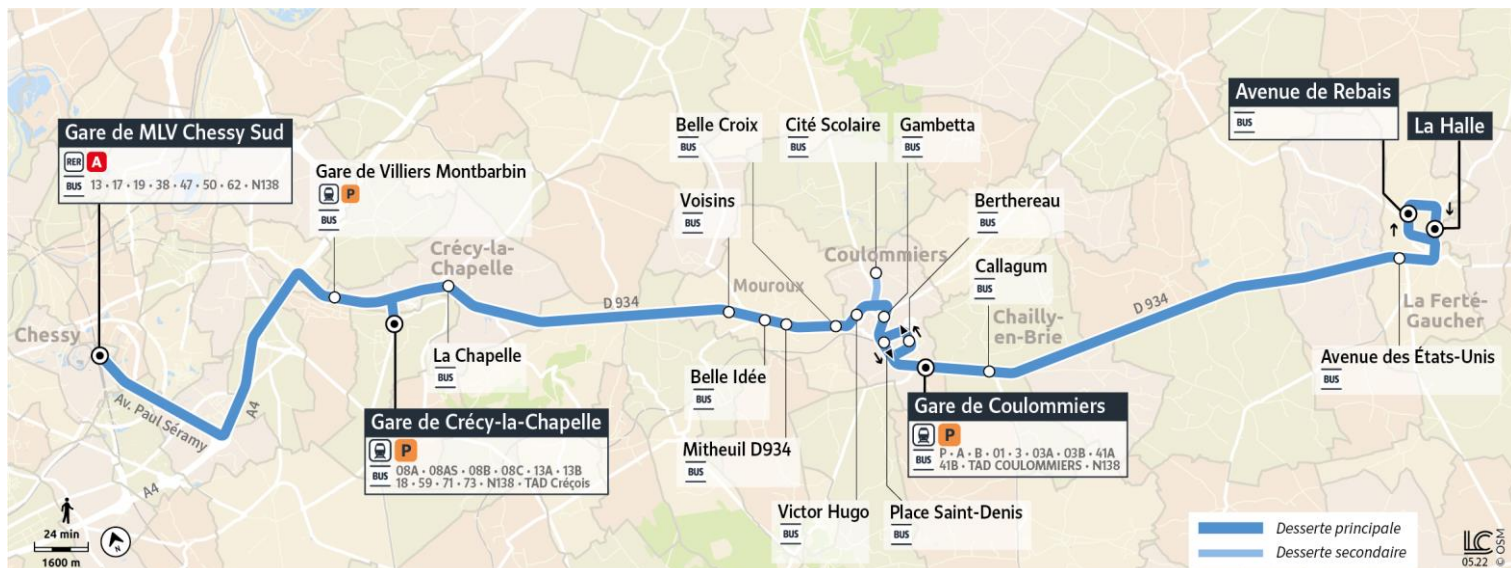 Gare de MLV Chessy Sud
RER A
BUS 13 • 17 • 19 • 38 • 47 • 50 • 62 • N138
Gare de Villiers Montbarbin
P
BUS
Crécy-la-
Chapelle
Belle Croix
BUS
Cité Scolaire
BUS
Gambetta
BUS
Voisins
BUS
Berthereau
BUS
Coulommiers
Mouroux
Callagum
BUS
Chailly-
en-Brie
Avenue de Rebais
BUS
La Halle
D 934
D 934
La Ferté-
Gaucher
Avenue des États-Unis
BUS
Chessy
Av. Paul Séramy
A4
A4
La Chapelle
BUS
Gare de Crécy-la-Chapelle
P
BUS 08A • 08AS • 08B • 08C • 13A • 13B
18 • 59 • 71 • 73 • N138 • TAD Créçois
Belle Idée
BUS
Mitheuil D934
BUS
Victor Hugo
BUS
Place Saint-Denis
BUS
Gare de Coulommiers
P
BUS P • A • B • 01 • 3 • 03A • 03B • 41A
41B • TAD COULOMMIERS • N138
24 min
1600 m
N
Desserte principale
Desserte secondaire
LC
05.22
© OSM